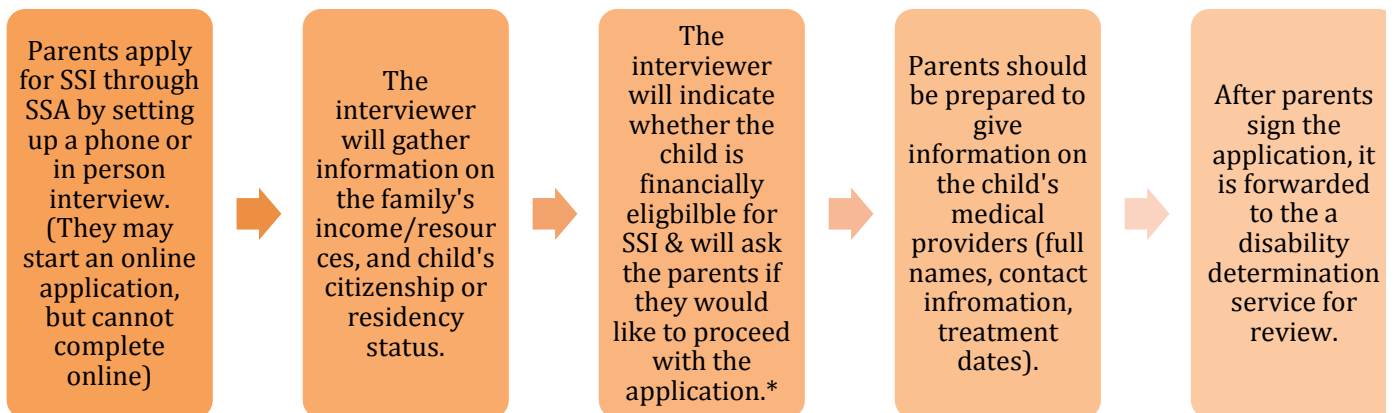 Parents apply
for SSI through
SSA by setting
up a phone or
in person
interview.
(They may
start an online
application,
but cannot
complete
online)
The
interviewer
will gather
information on
the family's
income/resour
ces, and child's
citizenship or
residency
status.
The
interviewer
will indicate
whether the
child is
financially
eligbilble for
SSI & will ask
the parents if
they would
like to proceed
with the
application.*
Parents should
be prepared to
give
information on
the child's
medical
providers (full
names, contact
infromation,
treatment
dates).
After parents
sign the
application, it
is forwarded
to the a
disability
determination
service for
review.